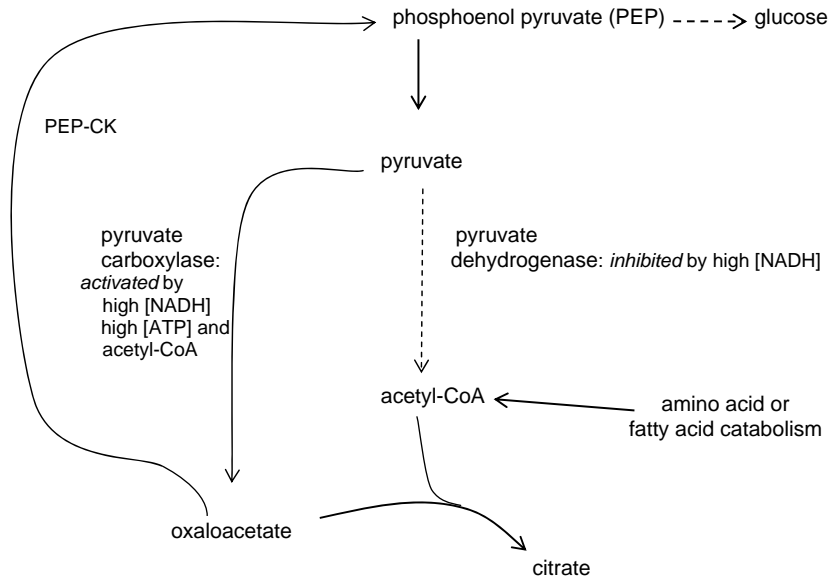 phosphoenol pyruvate (PEP) glucose
PEP-CK
pyruvate
pyruvate
carboxylase:
activated by
high [NADH]
high [ATP] and
acetyl-CoA
pyruvate
dehydrogenase: inhibited by high [NADH]
acetyl-CoA
amino acid or
fatty acid catabolism
oxaloacetate
citrate